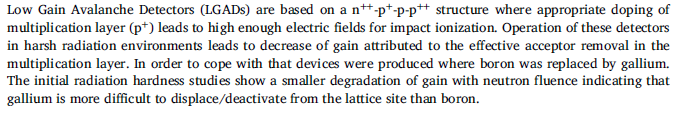 Low Gain Avalanche Detectors (LGADs) are based on a n⁺⁺-p⁺-p-p⁺⁺ structure where appropriate doping of
multiplication layer (p⁺) leads to high enough electric fields for impact ionization. Operation of these detectors
in harsh radiation environments leads to decrease of gain attributed to the effective acceptor removal in the
multiplication layer. In order to cope with that devices were produced where boron was replaced by gallium.
The initial radiation hardness studies show a smaller degradation of gain with neutron fluence indicating that
gallium is more difficult to displace/deactivate from the lattice site than boron.